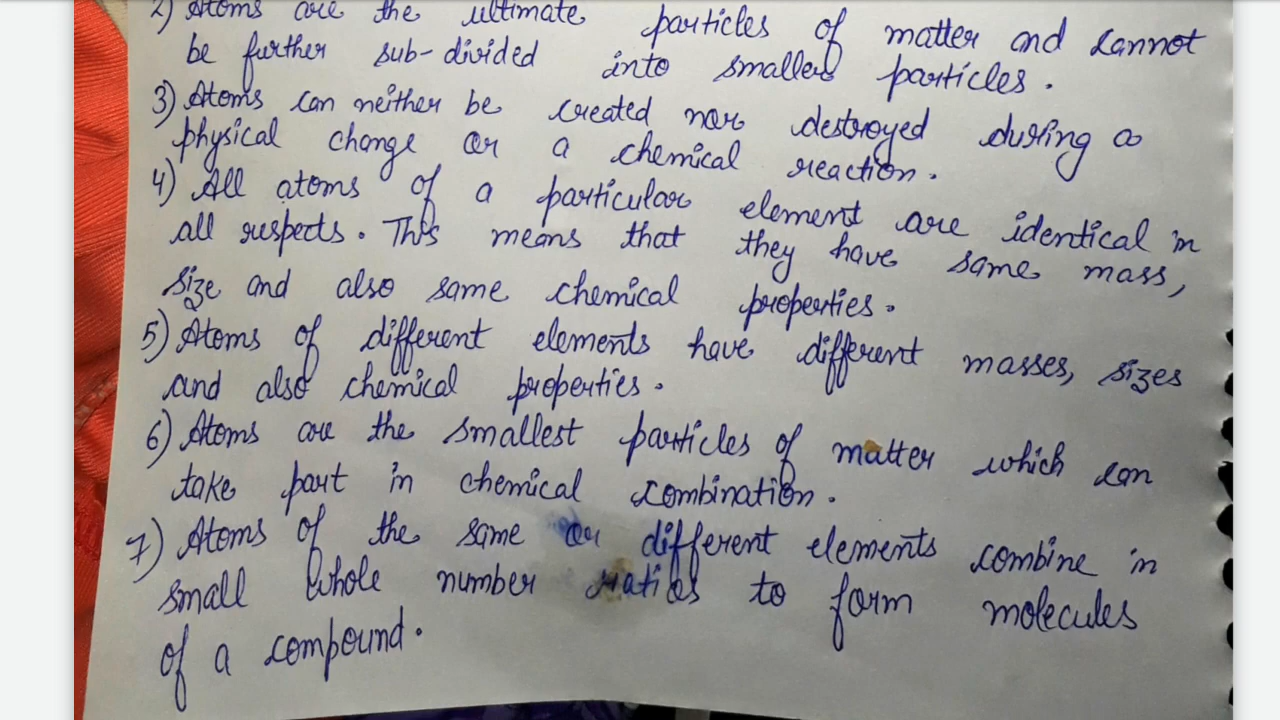 2) Atoms are the ultimate particles of matter and cannot
be further sub-divided into smaller particles.
3) Atoms can neither be created nor destroyed during a
physical change or a chemical reaction.
4) All atoms of a particular element are identical in
all respects. This means that they have same mass,
size and also same chemical properties.
5) Atoms of different elements have different masses, sizes
and also chemical properties.
6) Atoms are the smallest particles of matter which can
take part in chemical combination.
7) Atoms of the same or different elements combine in
small whole number ratios to form molecules
of a compound.